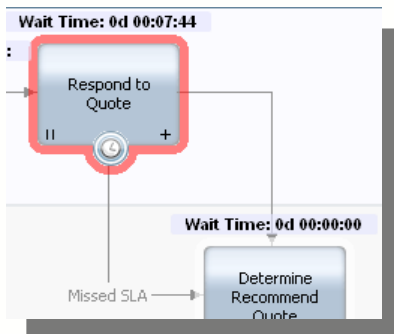 Wait Time: 0d 00:07:44
:
Respond to
Quote
Wait Time: 0d 00:00:00
Missed SLA
Determine
Recommend
Quote